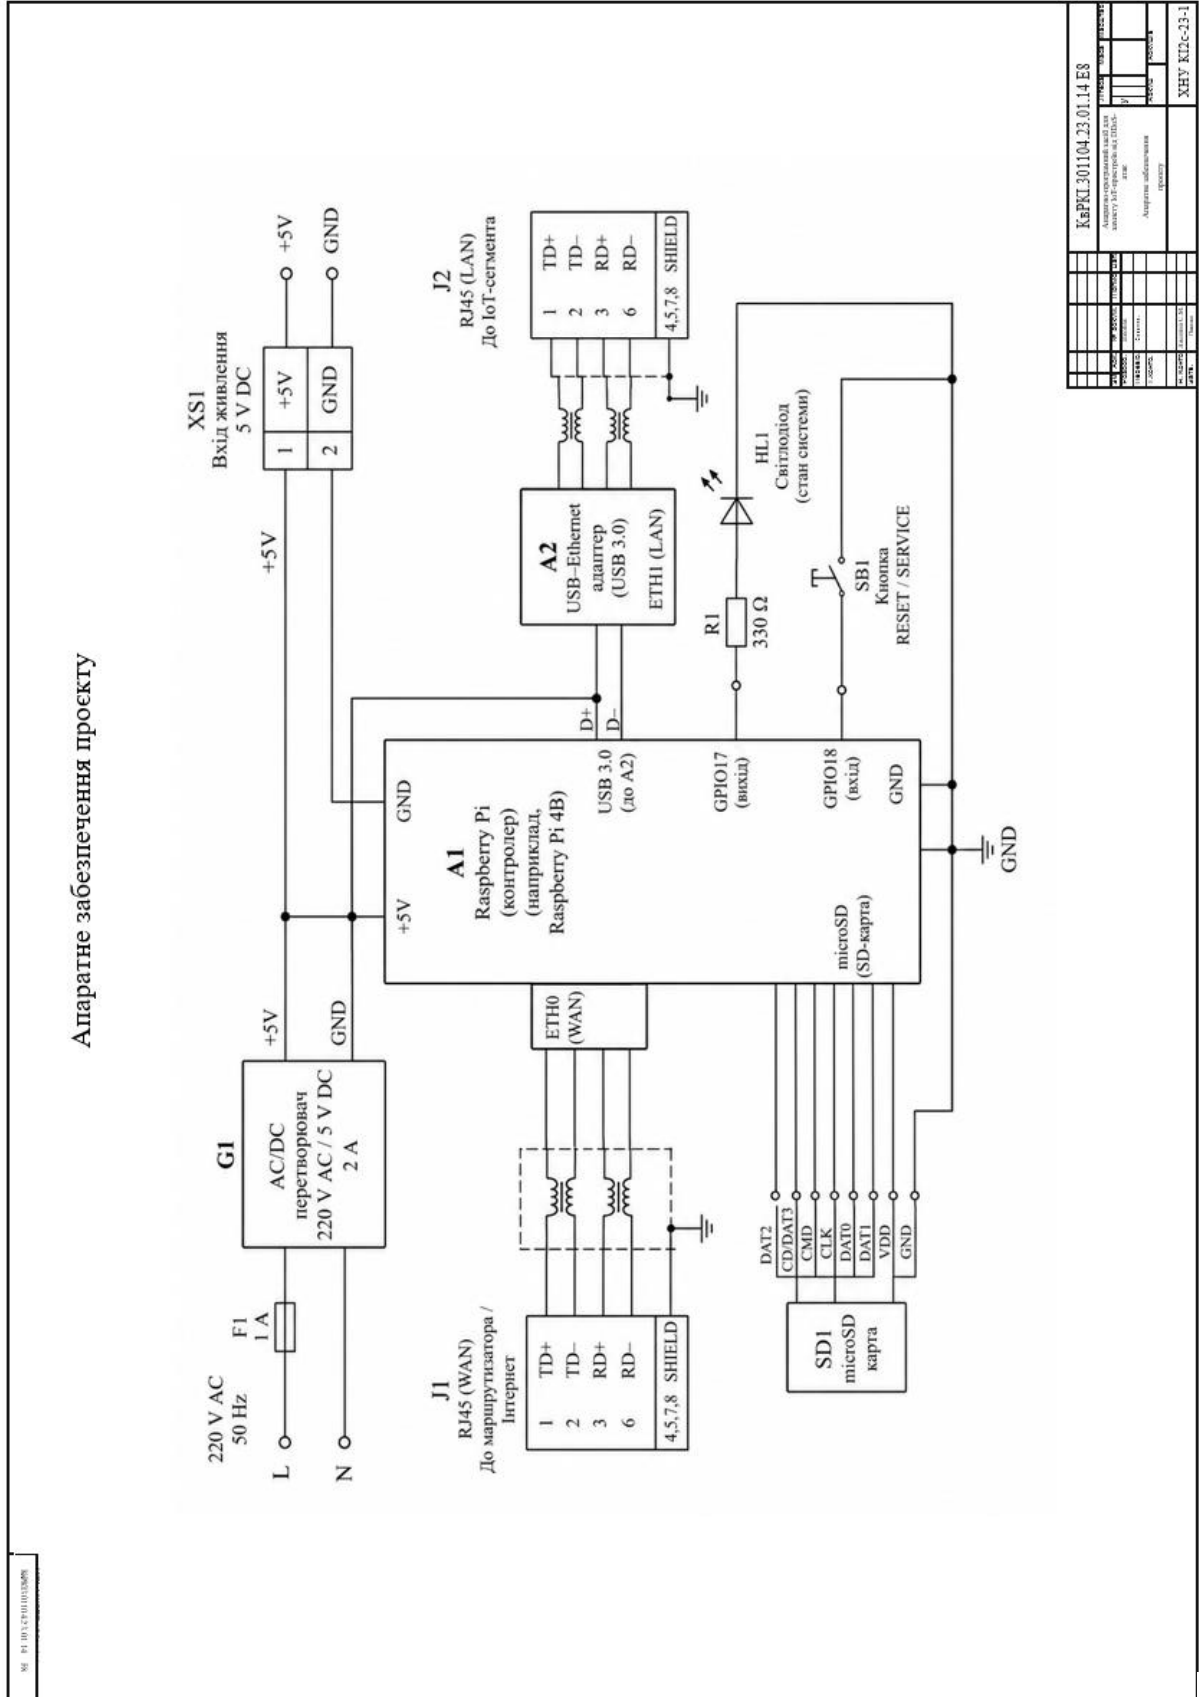 Апаратне забезпечення проєкту
220 V AC
50 Hz
L
N
F1
1 A
G1
AC/DC
перетворювач
220 V AC / 5 V DC
2 A
+5V
GND
+5V
XS1
Вхід живлення
5 V DC
1 +5V
2 GND
+5V
GND
J1
RJ45 (WAN)
До маршрутизатора /
Інтернет
1 TD+
2 TD−
3 RD+
6 RD−
4,5,7,8 SHIELD
ETH0
(WAN)
+5V
GND
A1
Raspberry Pi
(контролер)
(наприклад,
Raspberry Pi 4B)
USB 3.0
(до A2)
D+
D−
GPIO17
(вихід)
GPIO18
(вхід)
GND
microSD
(SD-карта)
A2
USB–Ethernet
адаптер
(USB 3.0)
ETH1 (LAN)
J2
RJ45 (LAN)
До IoT-сегмента
1 TD+
2 TD−
3 RD+
6 RD−
4,5,7,8 SHIELD
R1
330 Ω
HL1
Світлодіод
(стан системи)
SB1
Кнопка
RESET / SERVICE
GND
SD1
microSD
карта
DAT2
CD/DAT3
CMD
CLK
DAT0
DAT1
VDD
GND
КвРКІ.301104.23.01.14 Е8
Апаратне забезпечення
проєкту
ХНУ КІ2с-23-1